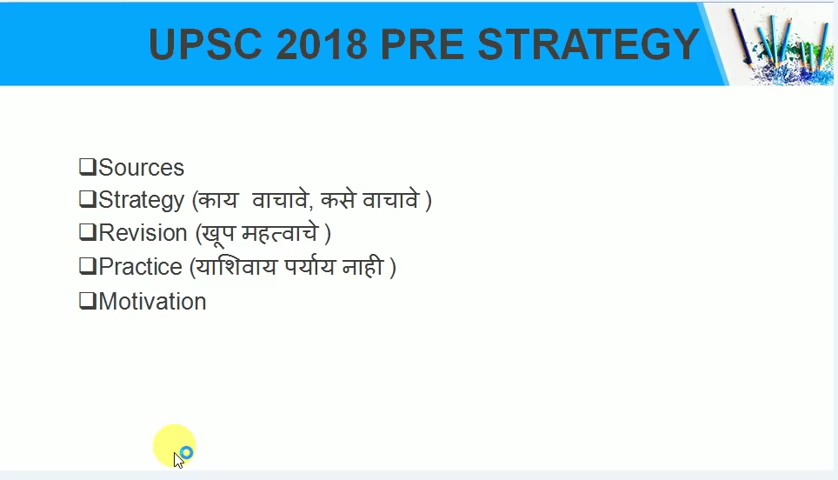 UPSC 2018 PRE STRATEGY
❑Sources
❑Strategy (काय वाचावे, कसे वाचावे )
❑Revision (खूप महत्वाचे )
❑Practice (याशिवाय पर्याय नाही )
❑Motivation